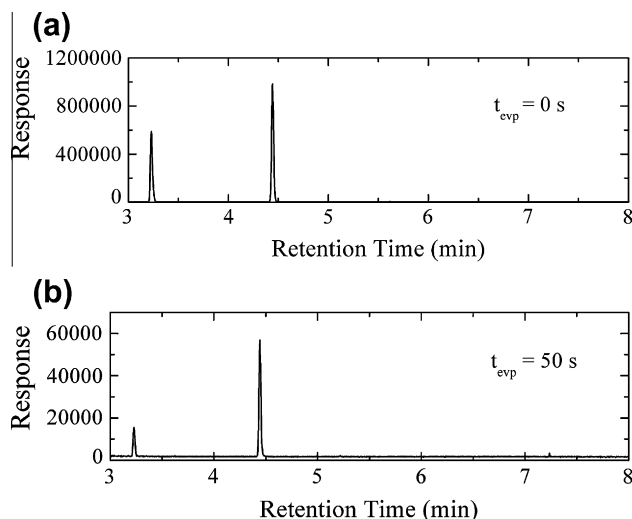 (a)
1200000
800000
400000
0
Response
t_evp = 0 s
3 4 5 6 7 8
Retention Time (min)
(b)
60000
40000
20000
0
Response
t_evp = 50 s
3 4 5 6 7 8
Retention Time (min)